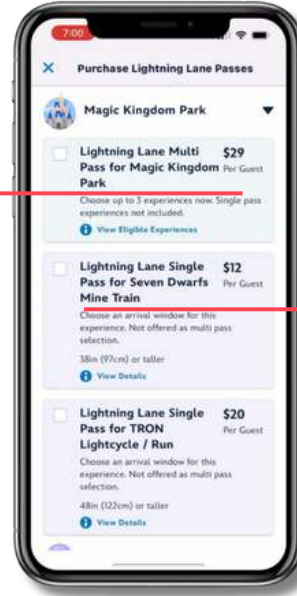 7:00
Purchase Lightning Lane Passes
Magic Kingdom Park
Lightning Lane Multi $29
Pass for Magic Kingdom Per Guest
Park
Choose up to 3 experiences now. Single pass
experiences not included.
View Eligible Experiences
Lightning Lane Single $12
Pass for Seven Dwarfs Per Guest
Mine Train
Choose an arrival window for this
experience. Not offered as multi pass
selection.
38in (97cm) or taller
View Details
Lightning Lane Single $20
Pass for TRON Per Guest
Lightcycle / Run
Choose an arrival window for this
experience. Not offered as multi pass
selection.
48in (122cm) or taller
View Details